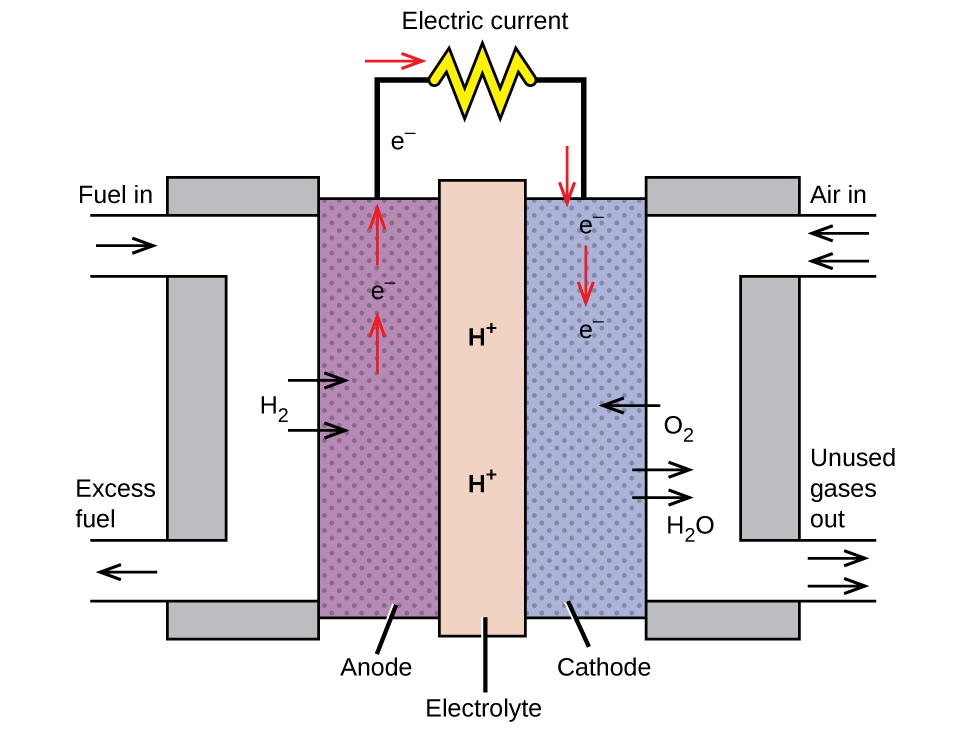 Electric current
e⁻
Fuel in
Air in
e⁻
e⁻
e⁻
H⁺
H₂
O₂
Unused
gases
out
Excess
fuel
H⁺
H₂O
Anode
Cathode
Electrolyte